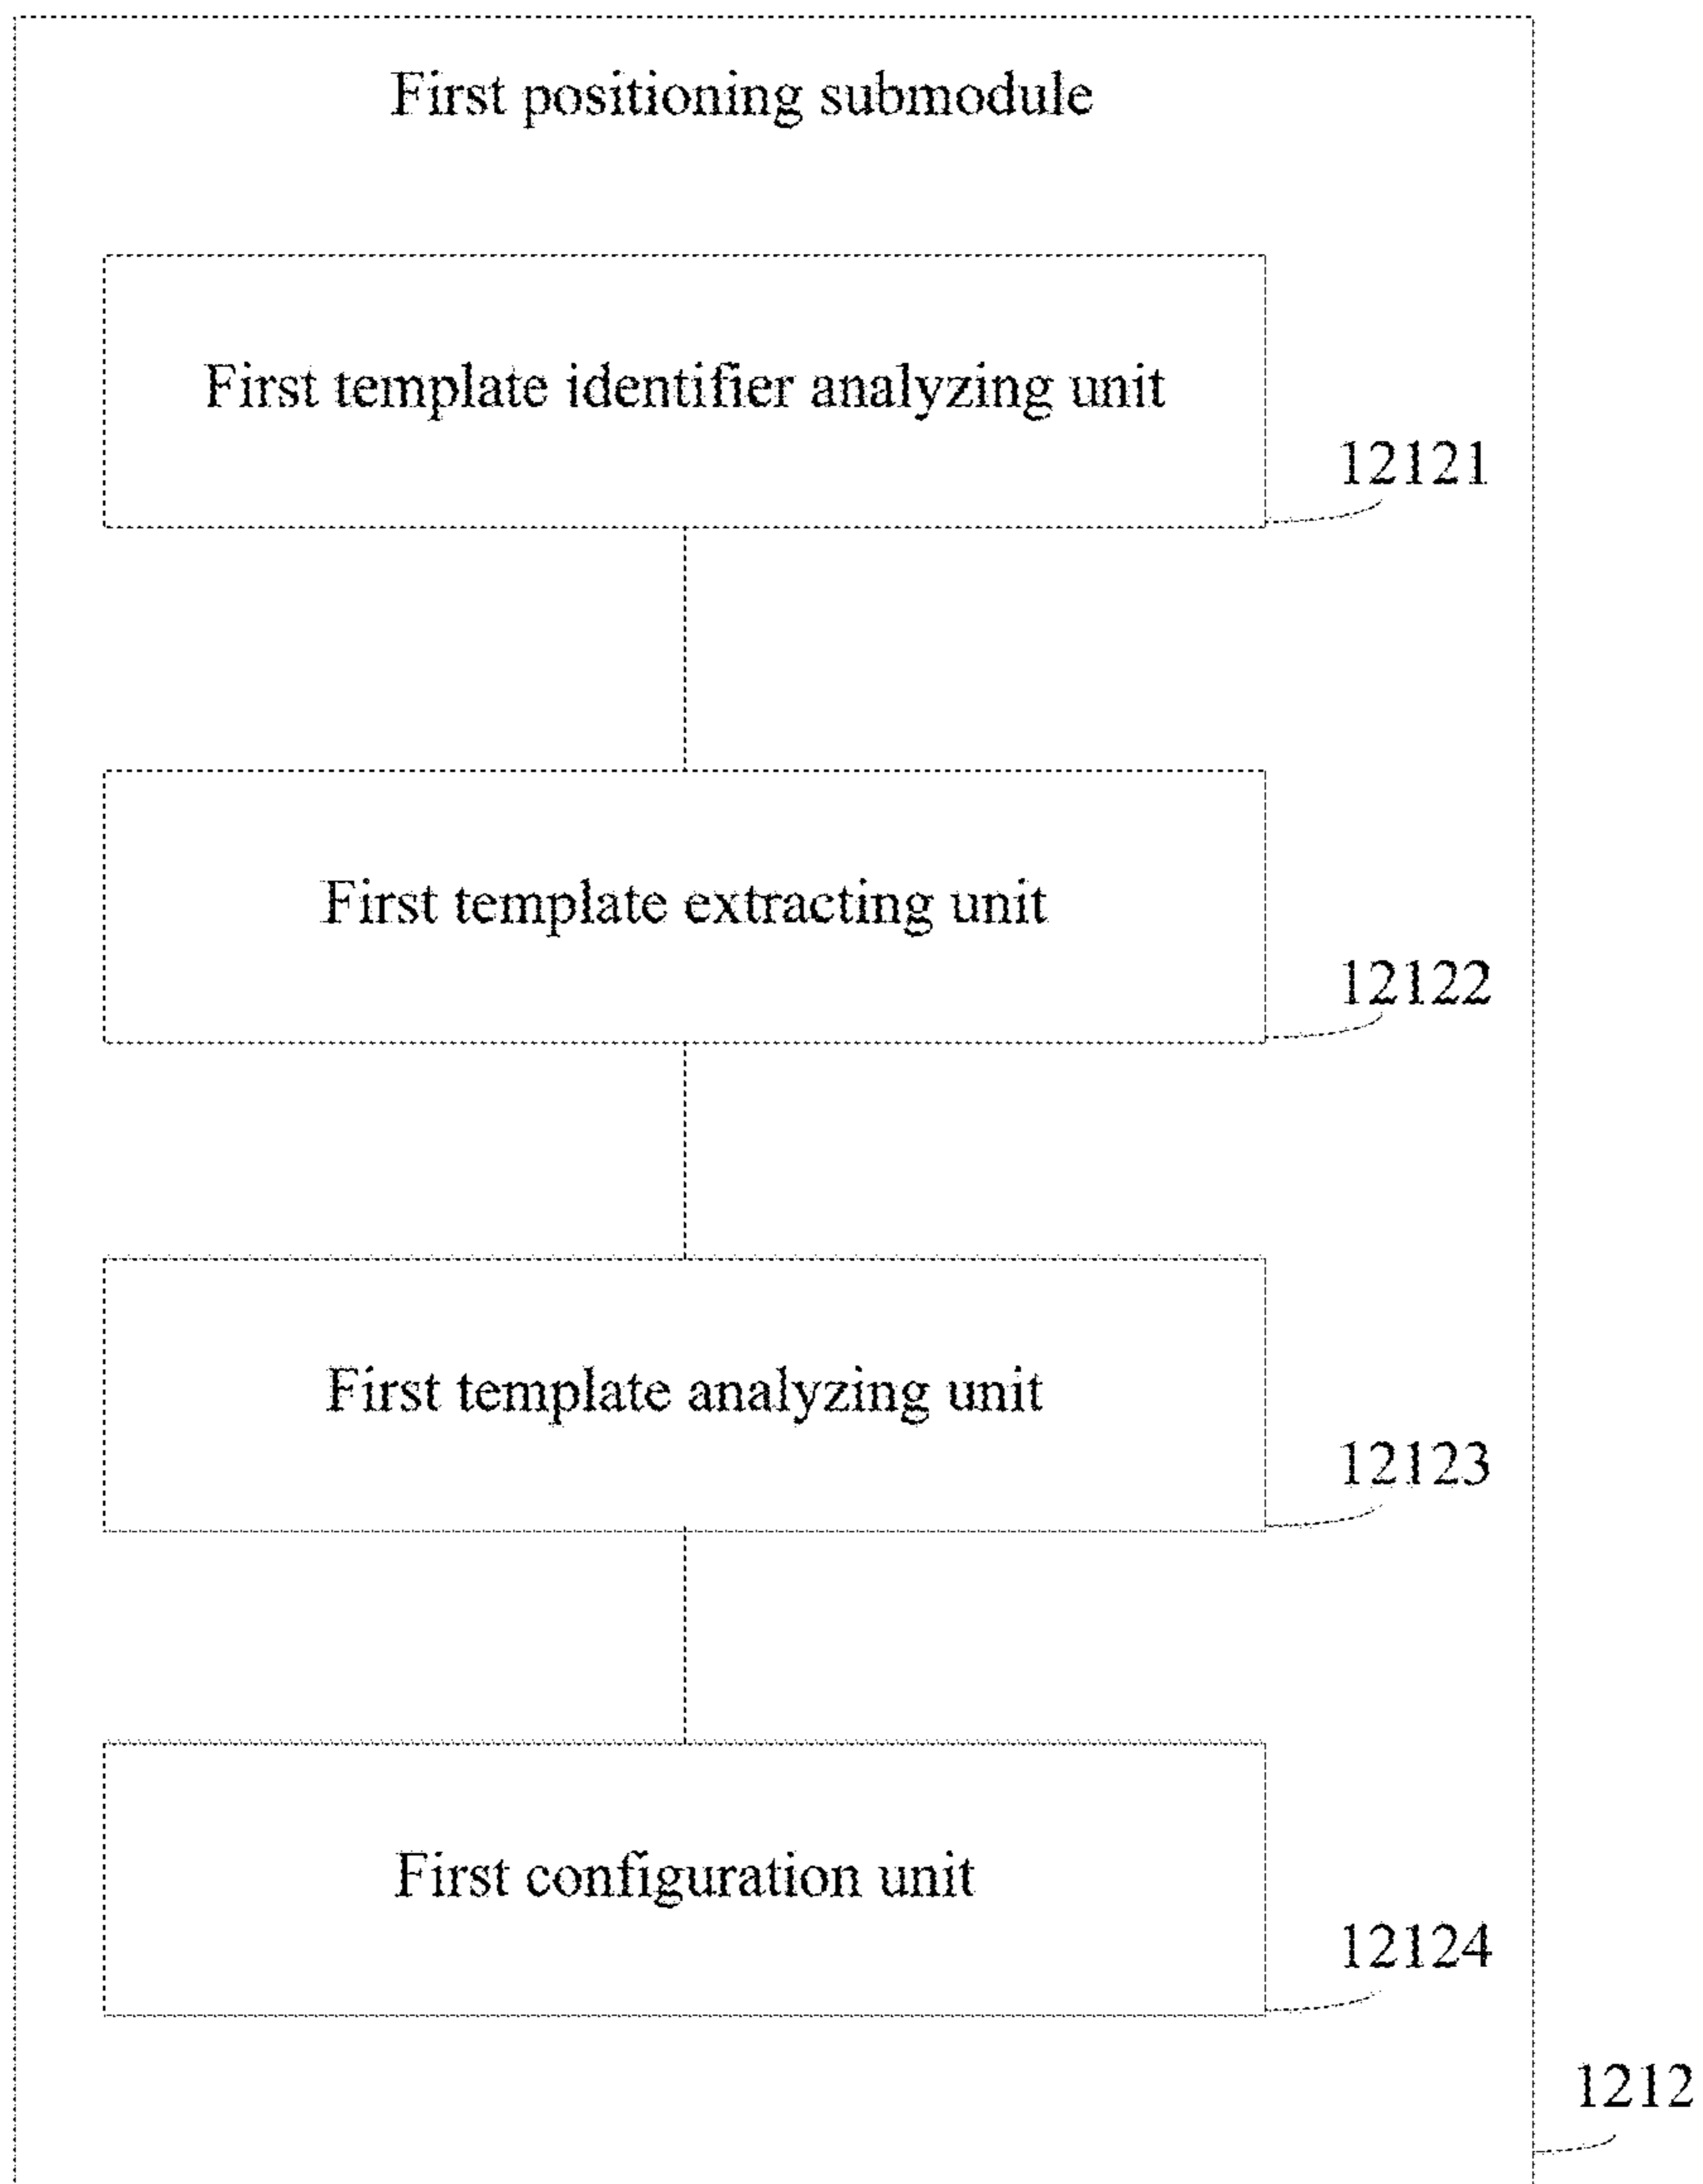 First positioning submodule
First template identifier analyzing unit
12121
First template extracting unit
12122
First template analyzing unit
12123
First configuration unit
12124
1212